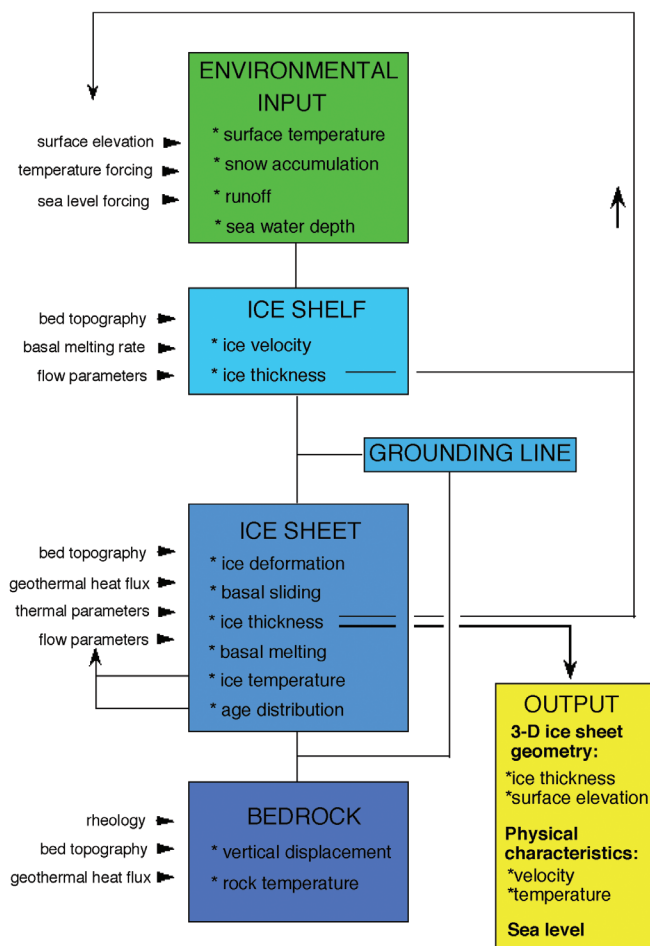 ENVIRONMENTAL
INPUT
* surface temperature
* snow accumulation
* runoff
* sea water depth
surface elevation
temperature forcing
sea level forcing
ICE SHELF
* ice velocity
* ice thickness
bed topography
basal melting rate
flow parameters
GROUNDING LINE
ICE SHEET
* ice deformation
* basal sliding
* ice thickness
* basal melting
* ice temperature
* age distribution
bed topography
geothermal heat flux
thermal parameters
flow parameters
BEDROCK
* vertical displacement
* rock temperature
rheology
bed topography
geothermal heat flux
OUTPUT
3-D ice sheet
geometry:
*ice thickness
*surface elevation
Physical
characteristics:
*velocity
*temperature
Sea level